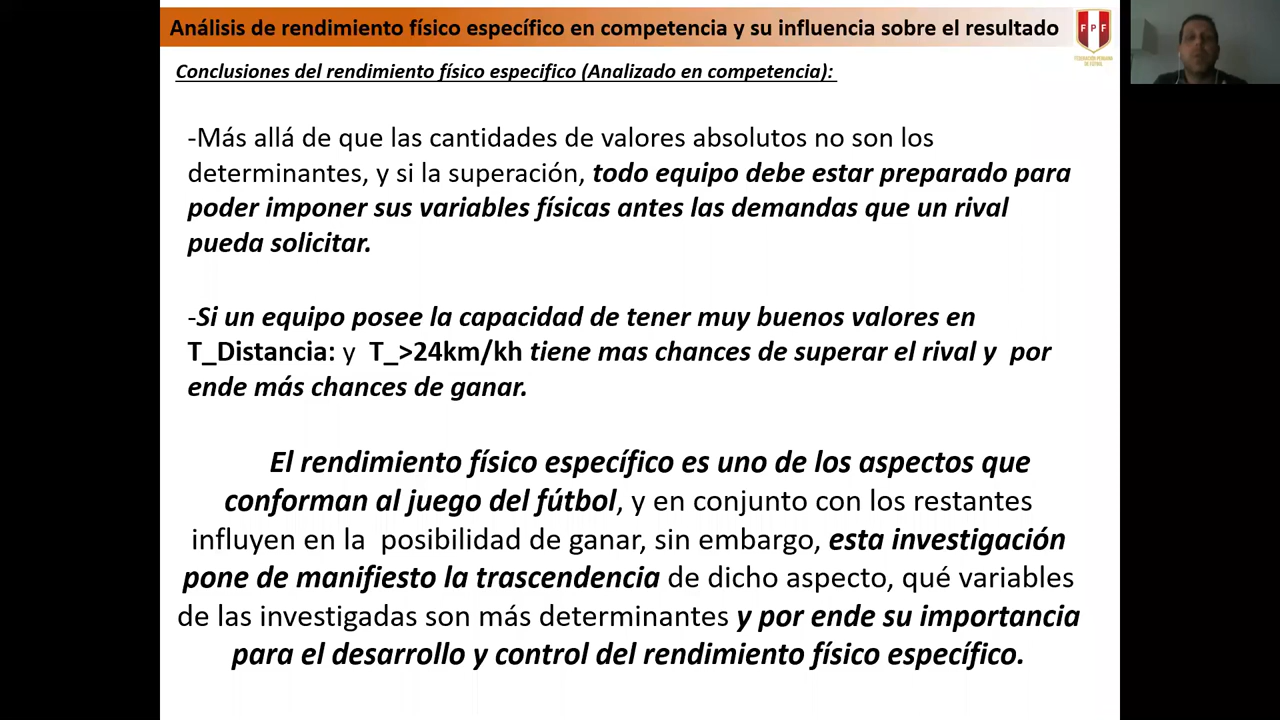 Análisis de rendimiento físico específico en competencia y su influencia sobre el resultado
FPF
FEDERACIÓN PERUANA
DE FÚTBOL
Conclusiones del rendimiento físico especifico (Analizado en competencia):
-Más allá de que las cantidades de valores absolutos no son los
determinantes, y si la superación, todo equipo debe estar preparado para
poder imponer sus variables físicas antes las demandas que un rival
pueda solicitar.
-Si un equipo posee la capacidad de tener muy buenos valores en
T_Distancia: y T_>24km/kh tiene mas chances de superar el rival y por
ende más chances de ganar.
El rendimiento físico específico es uno de los aspectos que
conforman al juego del fútbol, y en conjunto con los restantes
influyen en la posibilidad de ganar, sin embargo, esta investigación
pone de manifiesto la trascendencia de dicho aspecto, qué variables
de las investigadas son más determinantes y por ende su importancia
para el desarrollo y control del rendimiento físico específico.